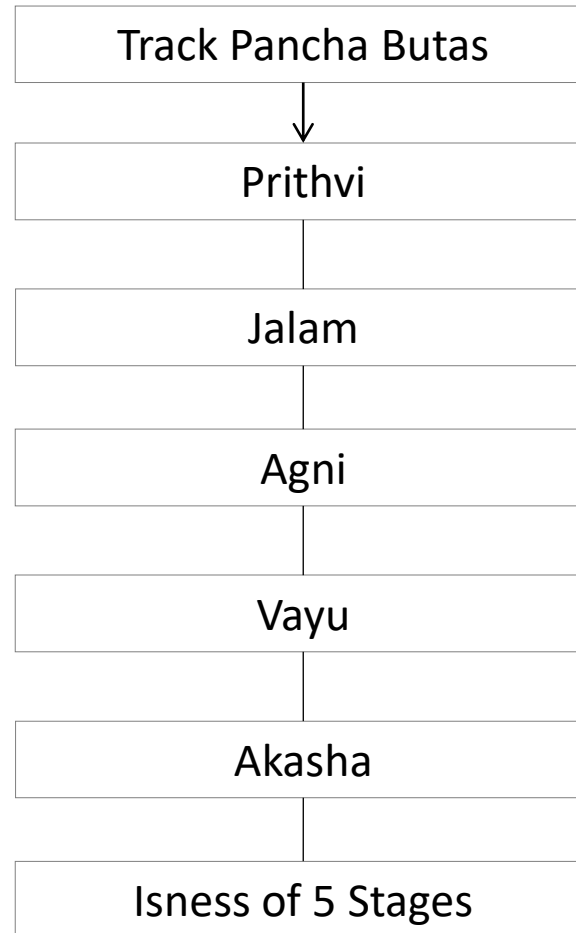 Track Pancha Butas
Prithvi
Jalam
Agni
Vayu
Akasha
Isness of 5 Stages